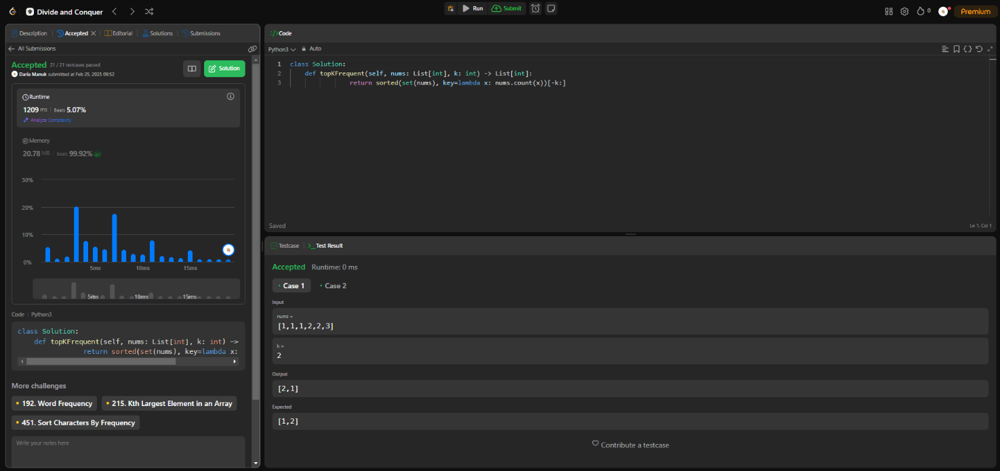 Divide and Conquer
Run Submit
0 Premium
Description Accepted Editorial Solutions Submissions
All Submissions
Accepted 21 / 21 testcases passed
Daria Manuk submitted at Feb 25, 2025 09:52
Solution
Runtime
1209 ms Beats 5.07%
Analyze Complexity
Memory
20.78 MB Beats 99.92%
30%
20%
10%
0%
5ms 10ms 15ms
5ms 10ms 15ms
Code Python3
class Solution:
def topKFrequent(self, nums: List[int], k: int) ->
return sorted(set(nums), key=lambda x:
More challenges
192. Word Frequency 215. Kth Largest Element in an Array
451. Sort Characters By Frequency
Write your notes here
</>Code
Python3 Auto
1 class Solution:
2 def topKFrequent(self, nums: List[int], k: int) -> List[int]:
3 return sorted(set(nums), key=lambda x: nums.count(x))[-k:]
Saved Ln 1, Col 1
Testcase >_ Test Result
Accepted Runtime: 0 ms
Case 1 Case 2
Input
nums =
[1,1,1,2,2,3]
k =
2
Output
[2,1]
Expected
[1,2]
Contribute a testcase